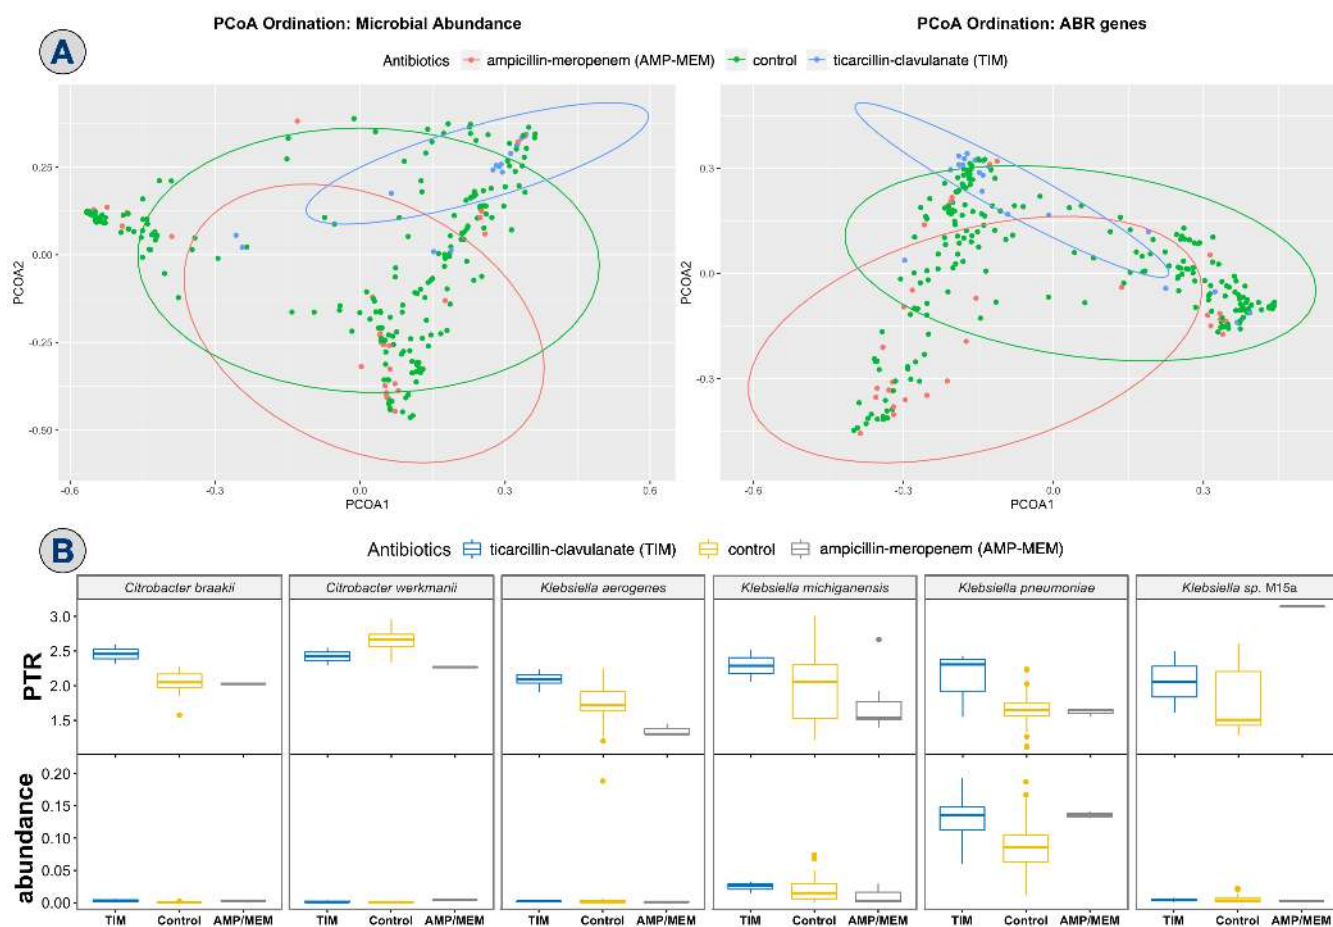 PCoA Ordination: Microbial Abundance
PCoA Ordination: ABR genes
A
Antibiotics ampicillin-meropenem (AMP-MEM) control ticarcillin-clavulanate (TIM)
0.25
0.00
-0.25
-0.50
PCOA2
-0.6 -0.3 0.0 0.3 0.6
PCOA1
0.3
0.0
-0.3
PCOA2
-0.6 -0.3 0.0 0.3
PCOA1
B
Antibiotics ticarcillin-clavulanate (TIM) control ampicillin-meropenem (AMP-MEM)
Citrobacter braakii
Citrobacter werkmanii
Klebsiella aerogenes
Klebsiella michiganensis
Klebsiella pneumoniae
Klebsiella sp. M15a
PTR
3.0
2.5
2.0
1.5
abundance
0.20
0.15
0.10
0.05
0.00
TIM Control AMP/MEM
TIM Control AMP/MEM
TIM Control AMP/MEM
TIM Control AMP/MEM
TIM Control AMP/MEM
TIM Control AMP/MEM